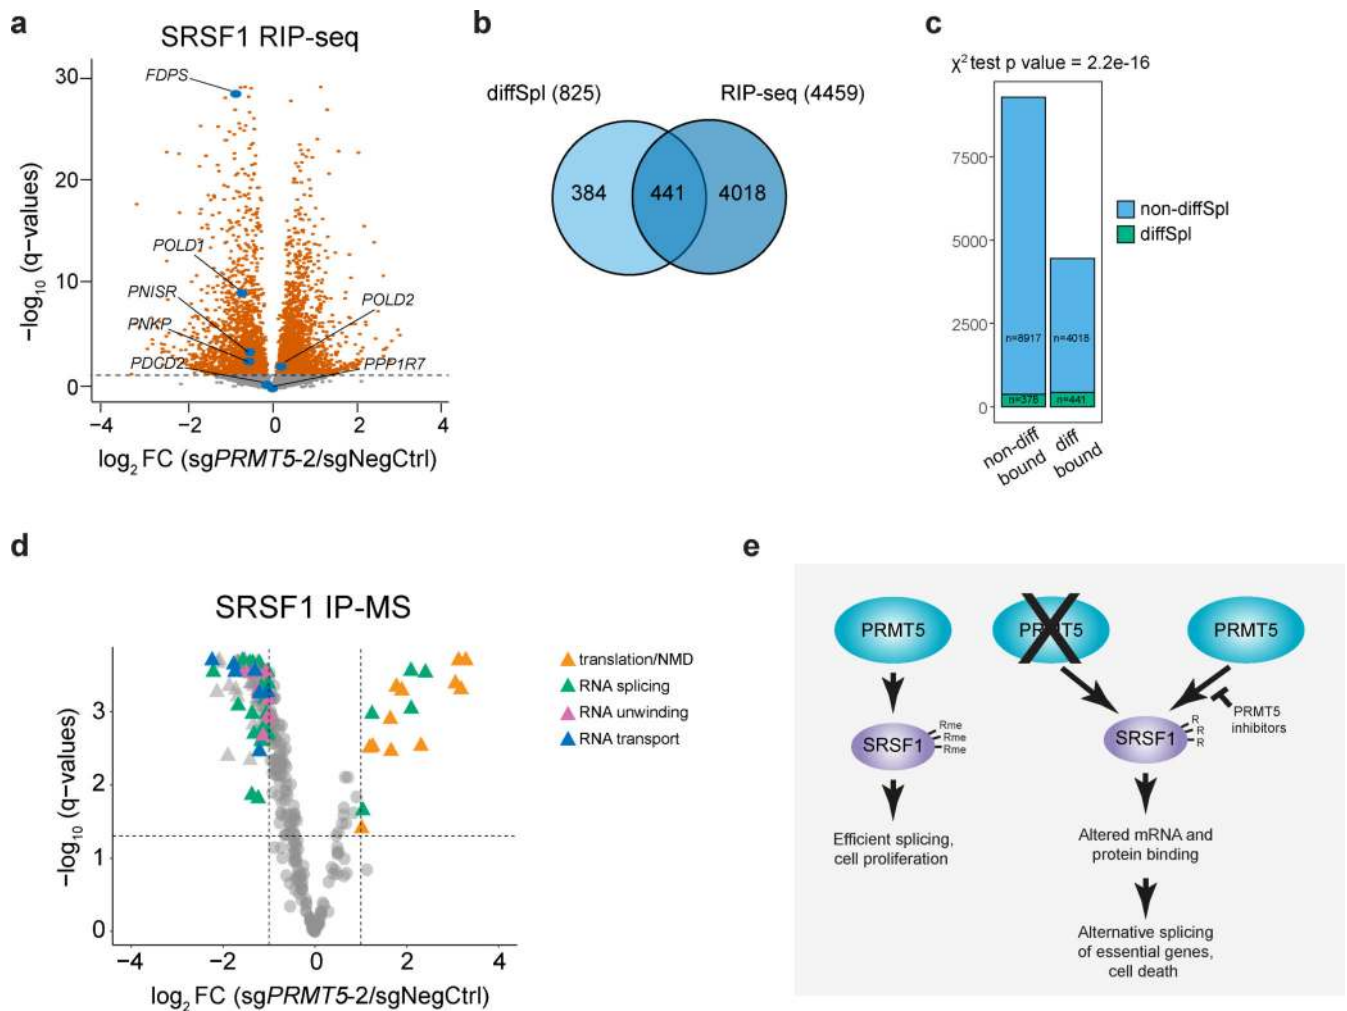 a
SRSF1 RIP-seq
30
20
10
0
−log10 (q−values)
FDPS
POLD1
PNISR
PNKP
PDCD2
POLD2
PPP1R7
−4
−2
0
2
4
log2 FC (sgPRMT5-2/sgNegCtrl)
b
diffSpl (825)
RIP-seq (4459)
384
441
4018
c
χ2 test p value = 2.2e-16
7500
5000
2500
0
n=8917
n=4018
n=378
n=441
non-diff
bound
diff
bound
non-diffSpl
diffSpl
d
SRSF1 IP-MS
3
2
1
0
−log10 (q−values)
−4
−2
0
2
4
log2 FC (sgPRMT5-2/sgNegCtrl)
translation/NMD
RNA splicing
RNA unwinding
RNA transport
e
PRMT5
PRMT5
PRMT5
SRSF1
Rme
Rme
Rme
SRSF1
R
R
R
PRMT5
inhibitors
Efficient splicing,
cell proliferation
Altered mRNA and
protein binding
Alternative splicing
of essential genes,
cell death